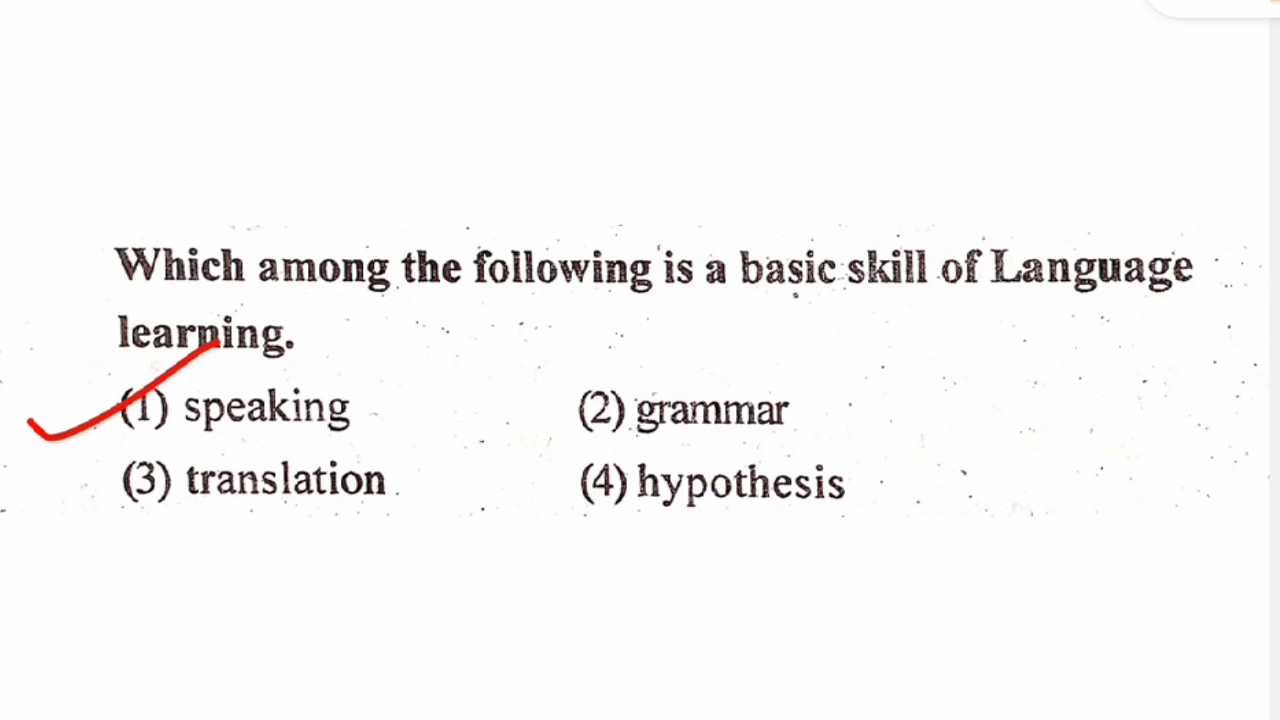 Which among the following is a basic skill of Language
learning.
(1) speaking (2) grammar
(3) translation (4) hypothesis